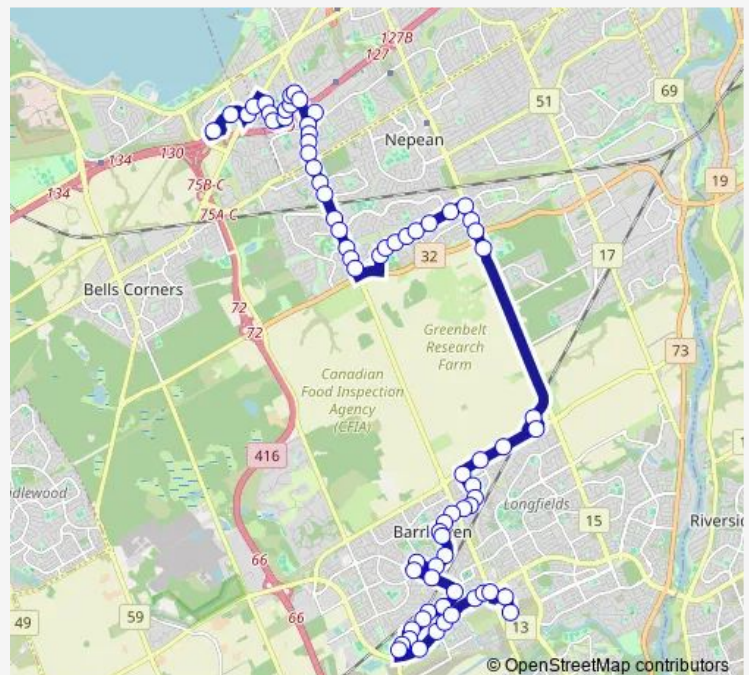 127B
127
69
51
Nepean
134
130
134
19
75B-C
75A-C
32
17
Bells Corners
72
72
Greenbelt
Research
Farm
73
Canadian
Food Inspection
Agency
(CFIA)
416
dlewood
Longfields
15
Riversi
Barrhaven
66
59
49
66
13
© OpenStreetMap contributors